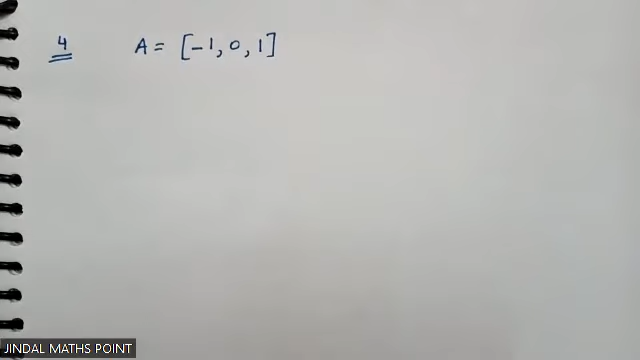 4 A = [-1, 0, 1]
JINDAL MATHS POINT